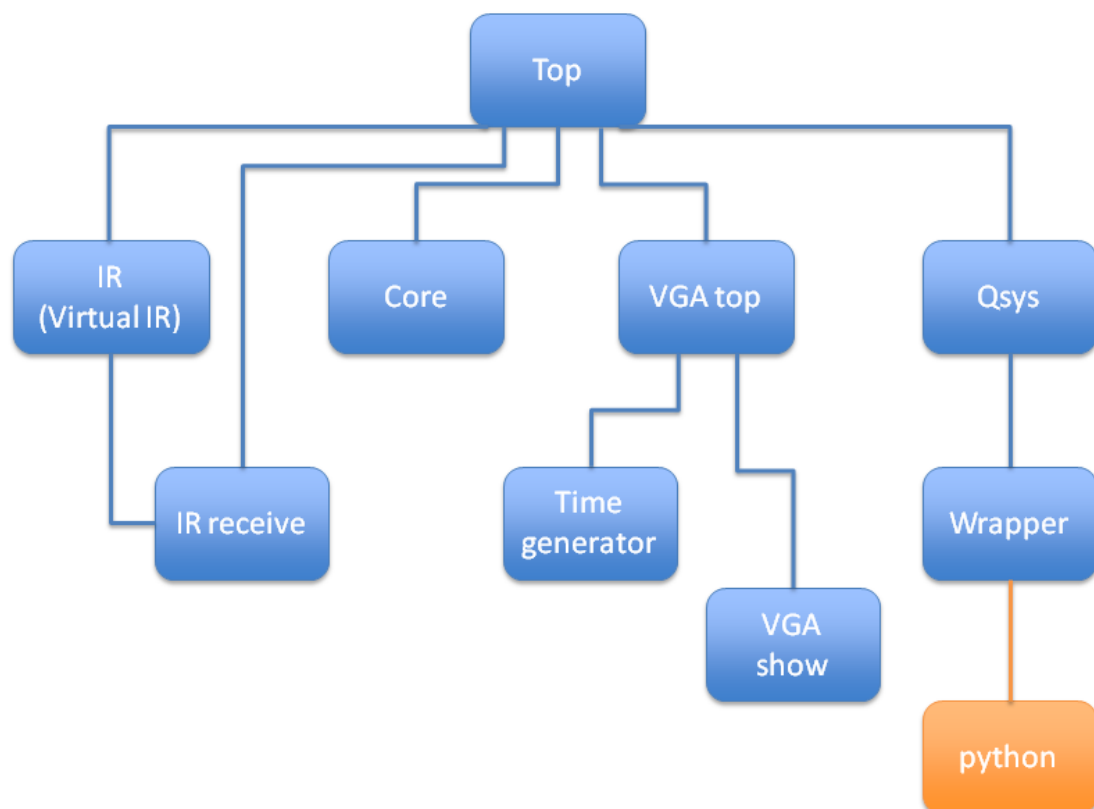 Top
IR
(Virtual IR)
Core
VGA top
Qsys
IR receive
Time
generator
Wrapper
VGA
show
python